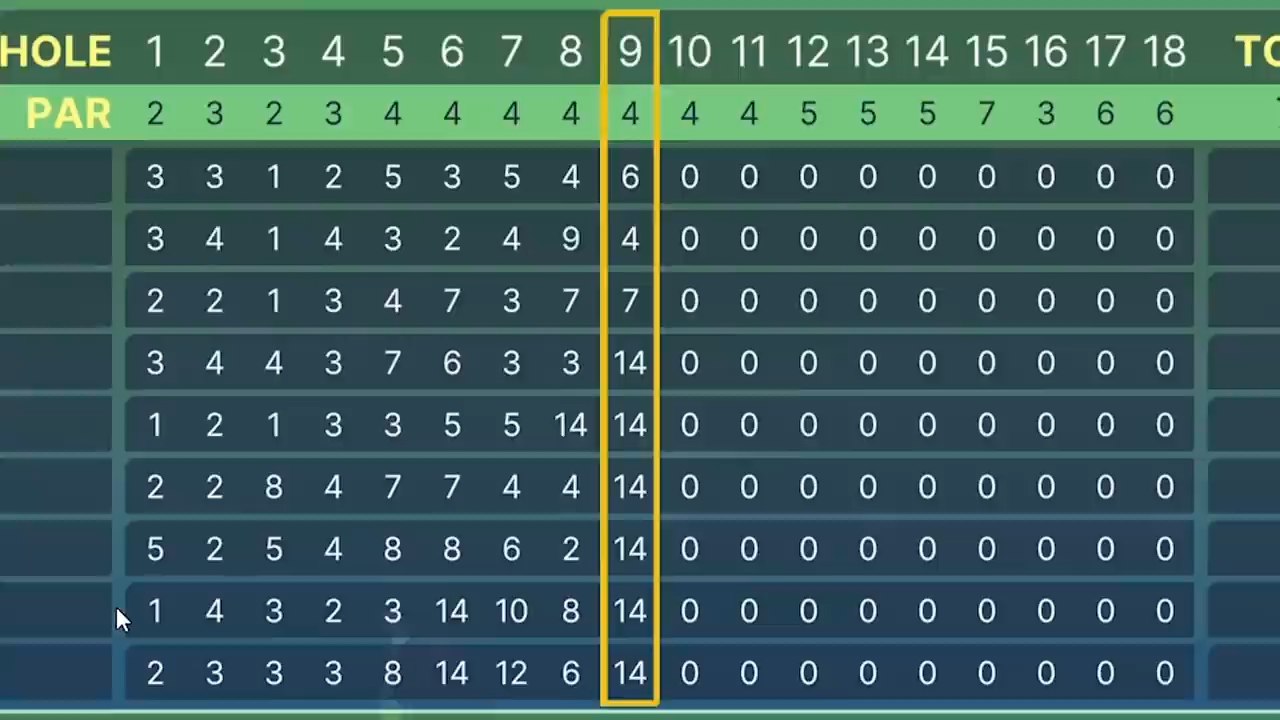 HOLE 1 2 3 4 5 6 7 8 9 10 11 12 13 14 15 16 17 18
PAR 2 3 2 3 4 4 4 4 4 4 4 5 5 5 7 3 6 6
3 3 1 2 5 3 5 4 6 0 0 0 0 0 0 0 0 0
3 4 1 4 3 2 4 9 4 0 0 0 0 0 0 0 0 0
2 2 1 3 4 7 3 7 7 0 0 0 0 0 0 0 0 0
3 4 4 3 7 6 3 3 14 0 0 0 0 0 0 0 0 0
1 2 1 3 3 5 5 14 14 0 0 0 0 0 0 0 0 0
2 2 8 4 7 7 4 4 14 0 0 0 0 0 0 0 0 0
5 2 5 4 8 8 6 2 14 0 0 0 0 0 0 0 0 0
1 4 3 2 3 14 10 8 14 0 0 0 0 0 0 0 0 0
2 3 3 3 8 14 12 6 14 0 0 0 0 0 0 0 0 0